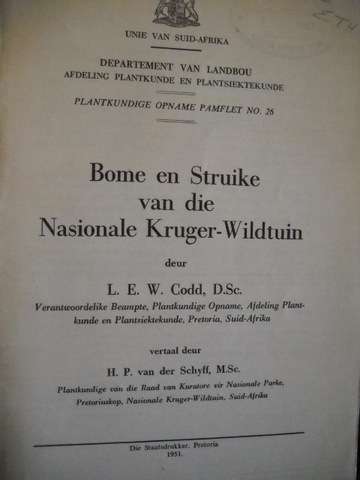 UNIE VAN SUID-AFRIKA
DEPARTEMENT VAN LANDBOU
AFDELING PLANTKUNDE EN PLANTSIEKTEKUNDE
PLANTKUNDIGE OPNAME PAMFLET NO. 26
Bome en Struike
van die
Nasionale Kruger-Wildtuin
deur
L. E. W. Codd, D.Sc.
Verantwoordelike Beampte, Plantkundige Opname, Afdeling Plant-
kunde en Plantsiektekunde, Pretoria, Suid-Afrika
vertaal deur
H. P. van der Schyff, M.Sc.
Plantkundige van die Raad van Kuratore vir Nasionale Parke,
Pretoriuskop, Nasionale Kruger-Wildtuin, Suid-Afrika
Die Staatsdrukker, Pretoria
1951.